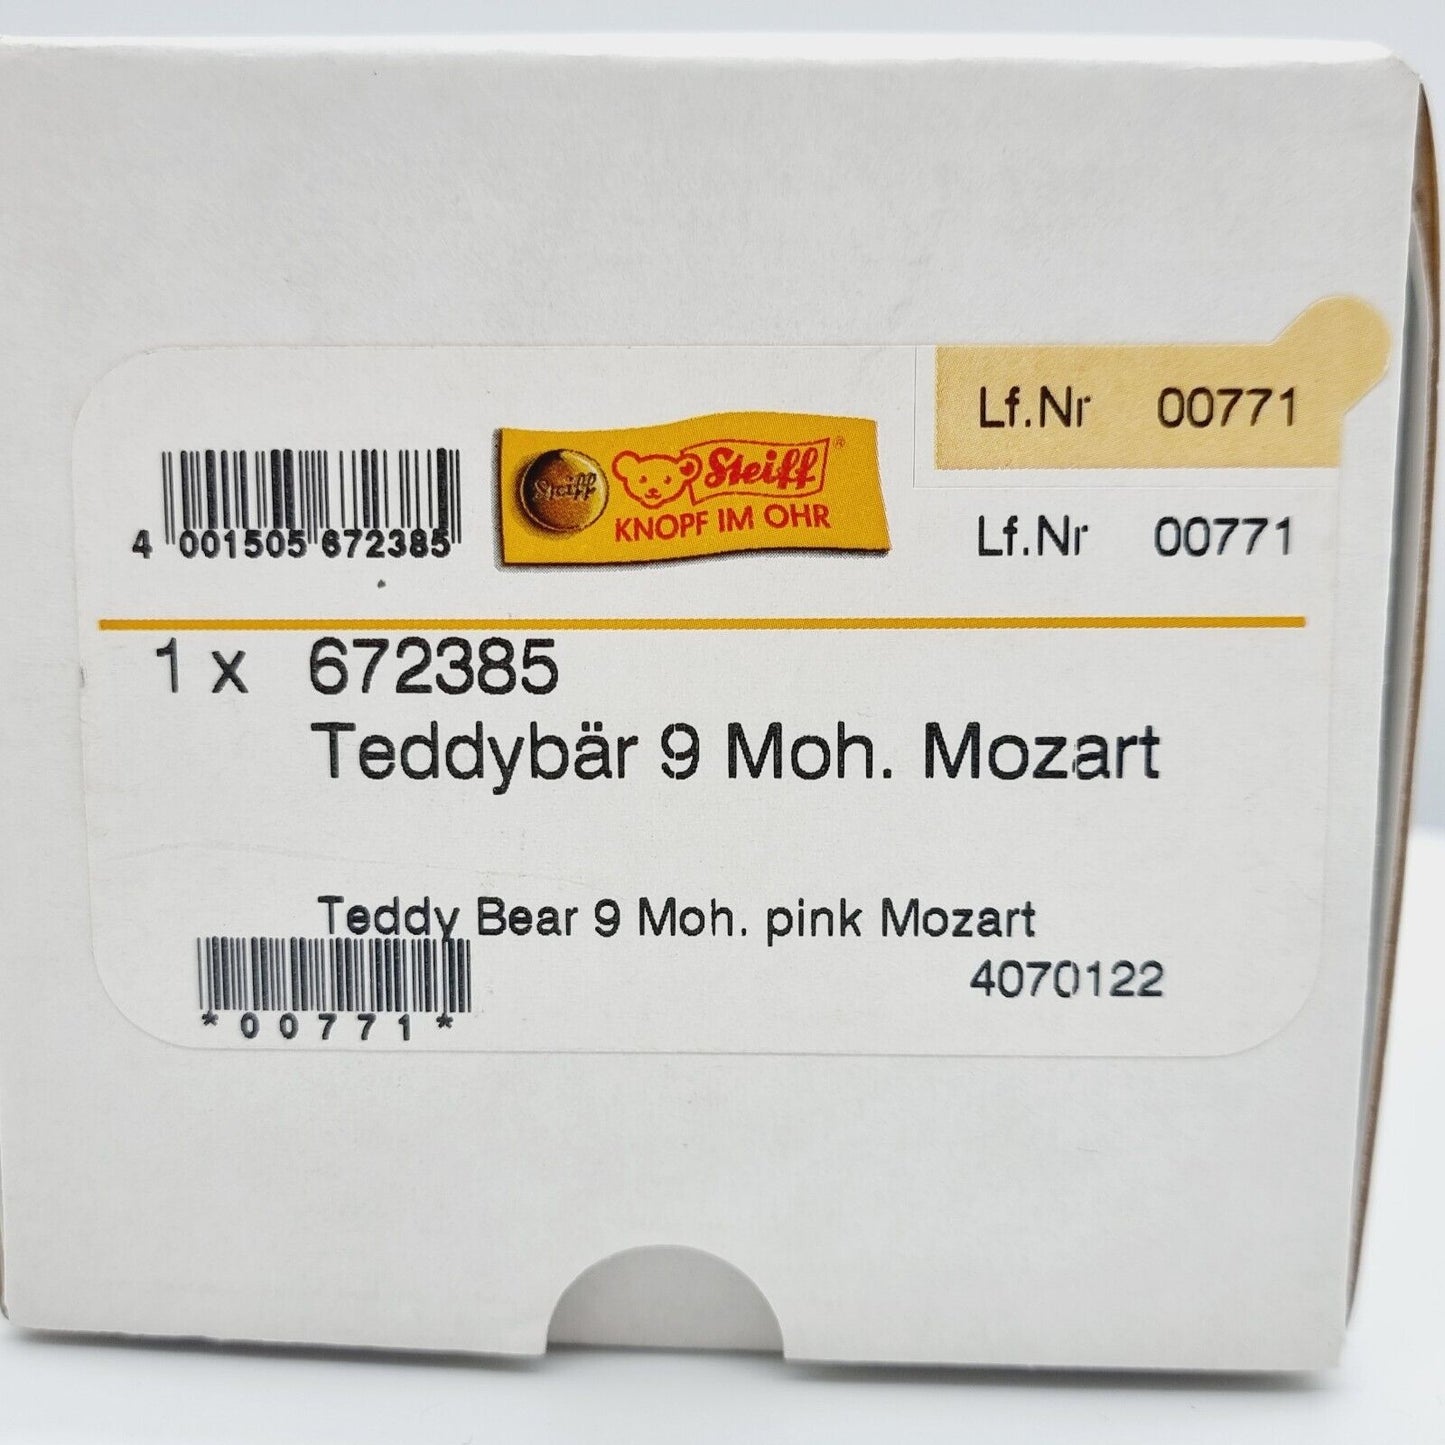 Lf.Nr 00771
Steiff
Steiff®
KNOPF IM OHR
4 001505 672385
Lf.Nr 00771
1 x 672385
Teddybär 9 Moh. Mozart
Teddy Bear 9 Moh. pink Mozart
4070122
*00771*